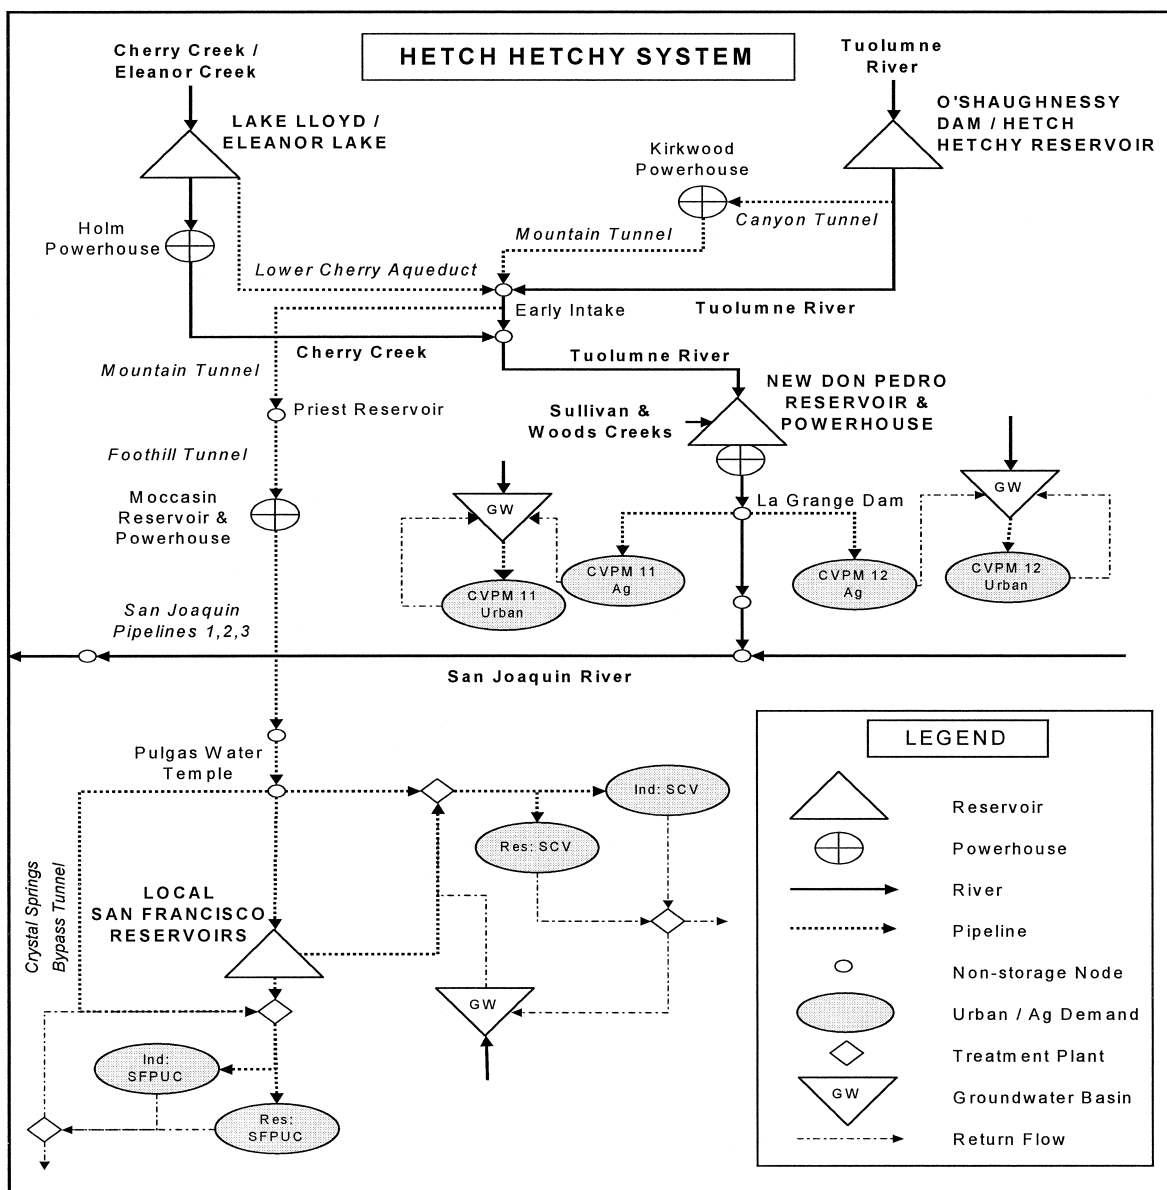 HETCH HETCHY SYSTEM
Cherry Creek /
Eleanor Creek
Tuolumne
River
LAKE LLOYD /
ELEANOR LAKE
O'SHAUGHNESSY
DAM / HETCH
HETCHY RESERVOIR
Kirkwood
Powerhouse
Canyon Tunnel
Holm
Powerhouse
Mountain Tunnel
Lower Cherry Aqueduct
Early Intake
Tuolumne River
Cherry Creek
Tuolumne River
Mountain Tunnel
Priest Reservoir
NEW DON PEDRO
RESERVOIR &
POWERHOUSE
Sullivan &
Woods Creeks
Foothill Tunnel
Moccasin
Reservoir &
Powerhouse
GW
La Grange Dam
GW
CVPM 11
Ag
CVPM 11
Urban
CVPM 12
Ag
CVPM 12
Urban
San Joaquin
Pipelines 1,2,3
San Joaquin River
Pulgas Water
Temple
Ind: SCV
Res: SCV
Crystal Springs
Bypass Tunnel
LOCAL
SAN FRANCISCO
RESERVOIRS
GW
Ind:
SFPUC
Res:
SFPUC
LEGEND
Reservoir
Powerhouse
River
Pipeline
Non-storage Node
Urban / Ag Demand
Treatment Plant
GW
Groundwater Basin
Return Flow